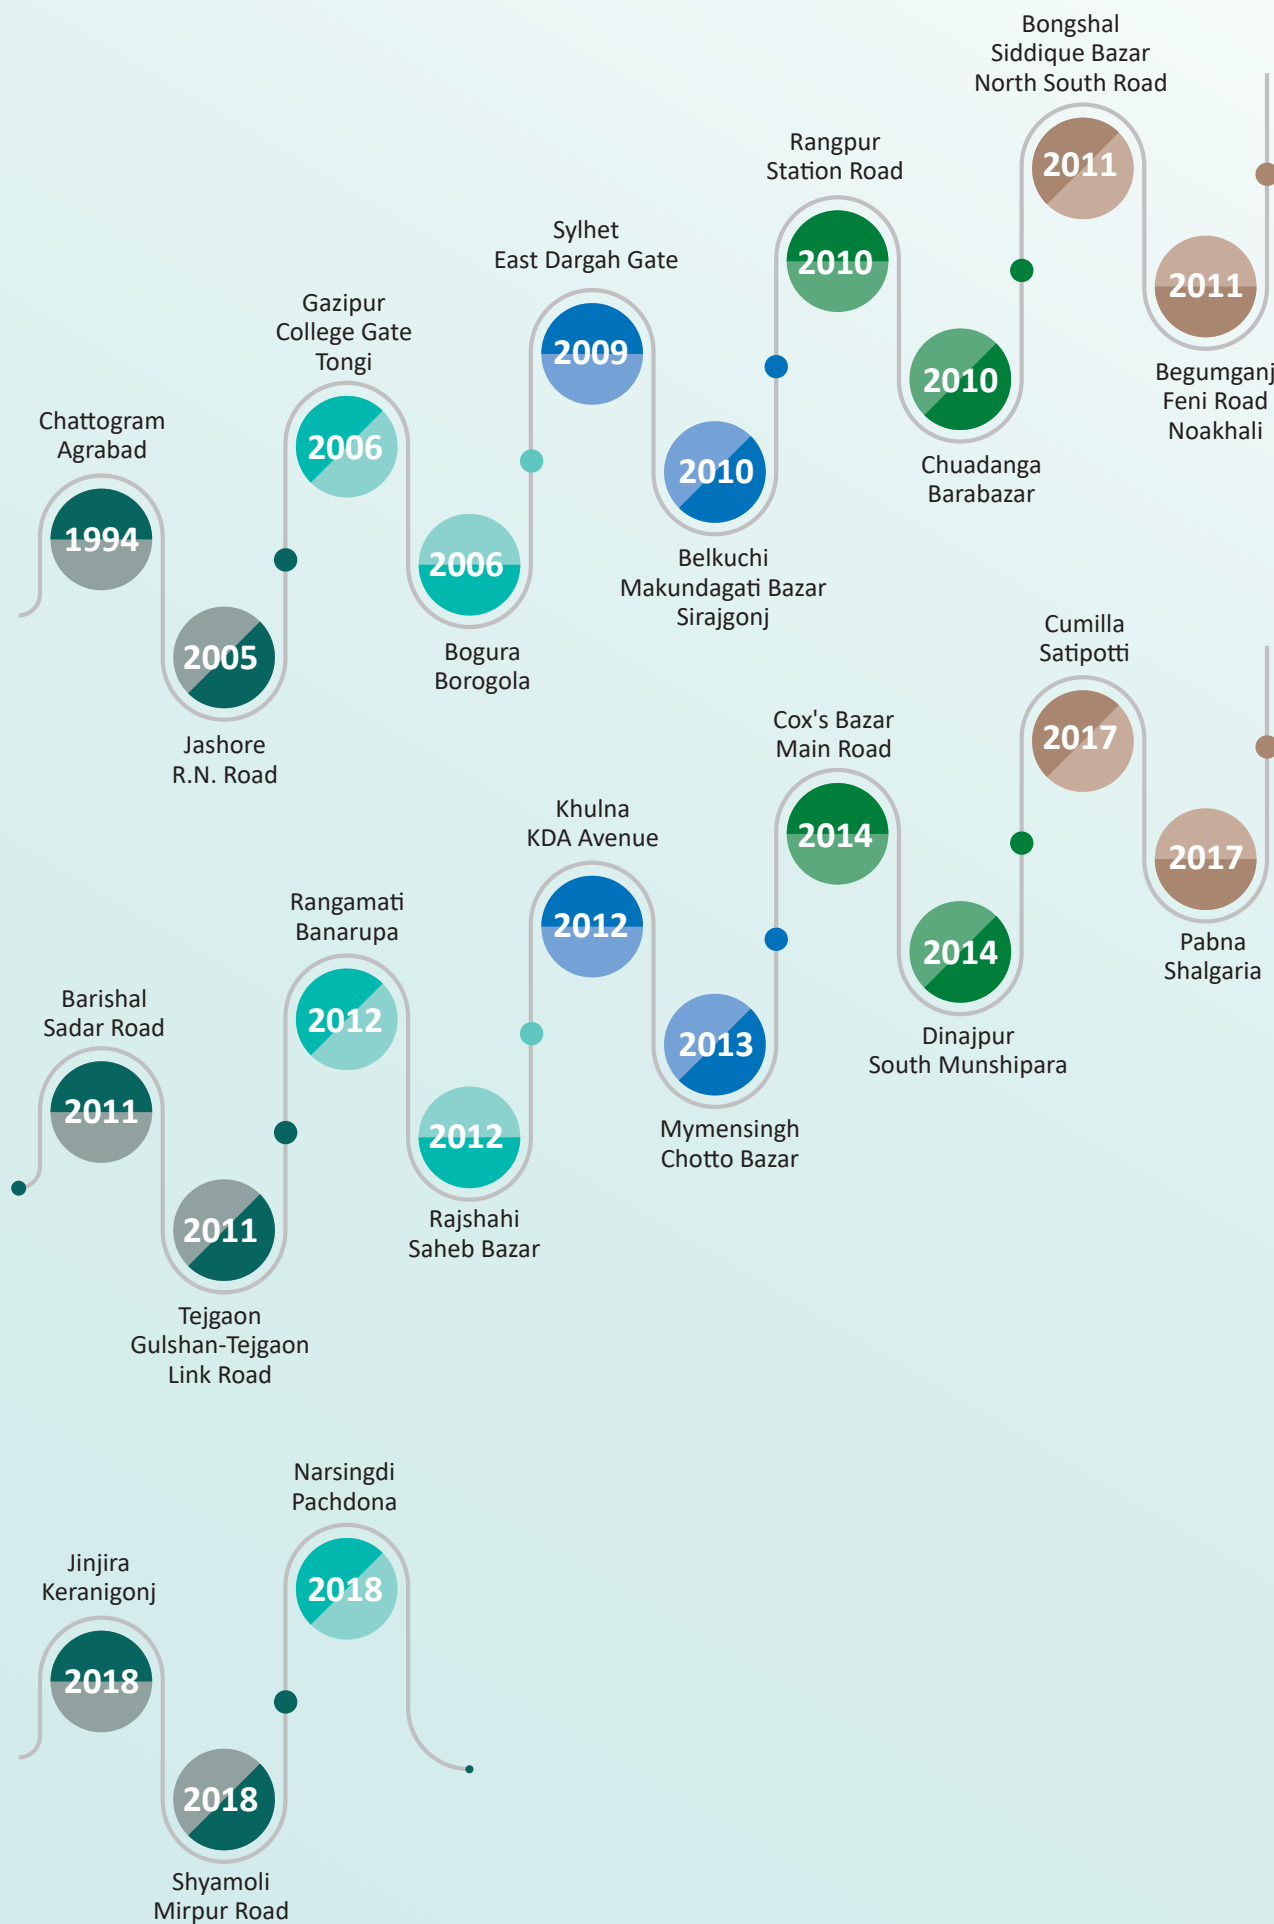 Chattogram
Agrabad
1994
2005
Jashore
R.N. Road
Gazipur
College Gate
Tongi
2006
2006
Bogura
Borogola
Sylhet
East Dargah Gate
2009
2010
Belkuchi
Makundagati Bazar
Sirajgonj
Rangpur
Station Road
2010
2010
Chuadanga
Barabazar
Bongshal
Siddique Bazar
North South Road
2011
2011
Begumganj
Feni Road
Noakhali
Barishal
Sadar Road
2011
2011
Tejgaon
Gulshan-Tejgaon
Link Road
Rangamati
Banarupa
2012
2012
Rajshahi
Saheb Bazar
Khulna
KDA Avenue
2012
2013
Mymensingh
Chotto Bazar
Cox's Bazar
Main Road
2014
2014
Dinajpur
South Munshipara
Cumilla
Satipotti
2017
2017
Pabna
Shalgaria
Jinjira
Keranigonj
2018
2018
Shyamoli
Mirpur Road
Narsingdi
Pachdona
2018